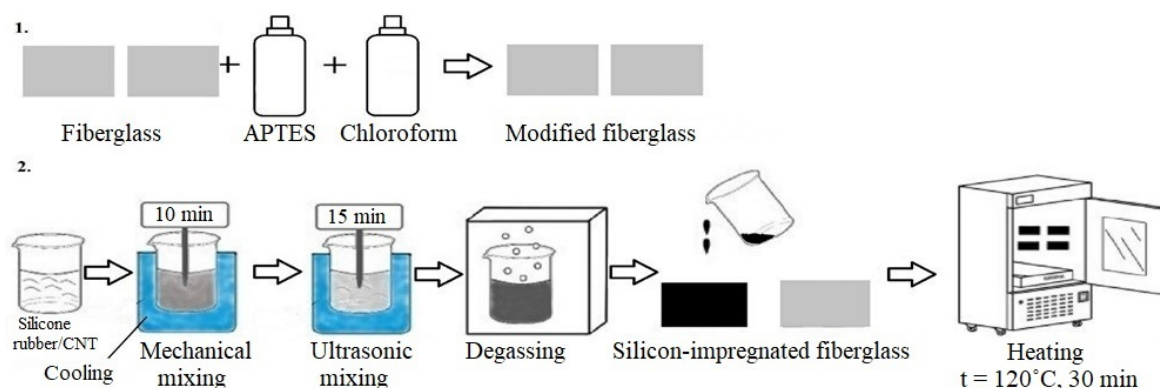 1.
+
+
Fiberglass
APTES
Chloroform
Modified fiberglass
2.
10 min
15 min
Silicone
rubber/CNT
Cooling
Mechanical
mixing
Ultrasonic
mixing
Degassing
Silicon-impregnated fiberglass
Heating
t = 120˚C, 30 min